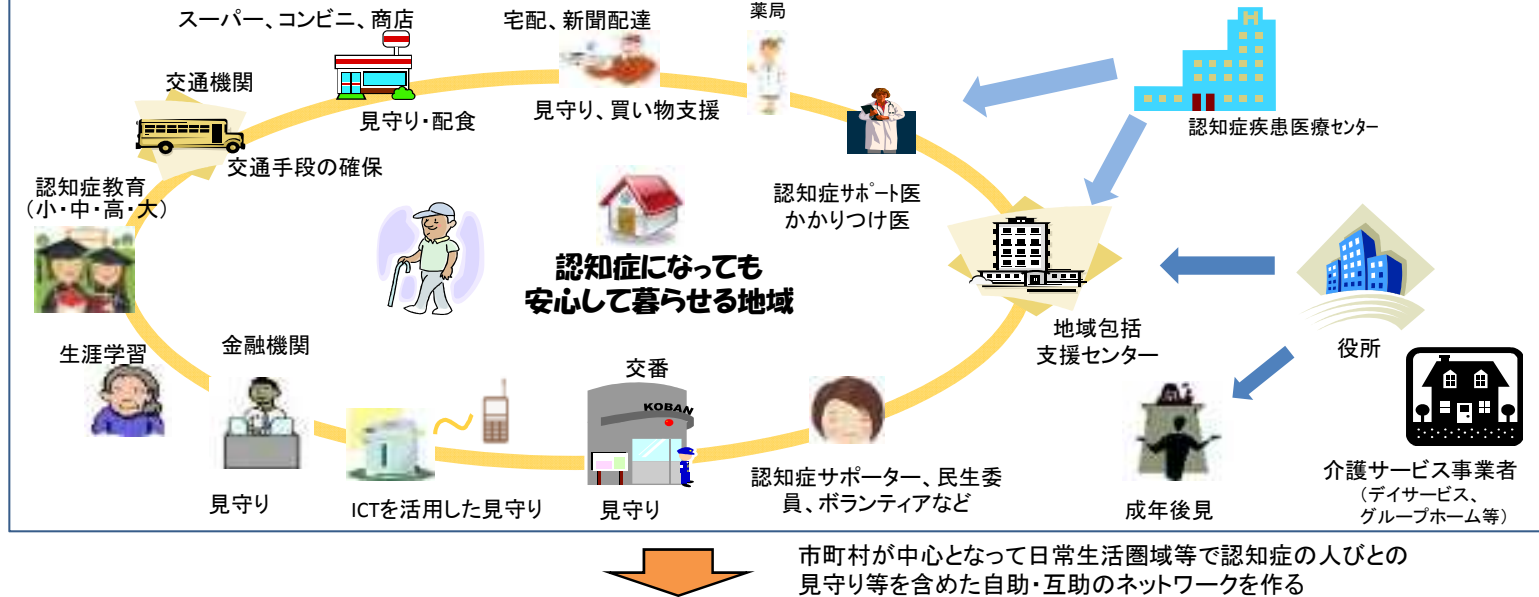 スーパー、コンビニ、商店
宅配、新聞配達
薬局
交通機関
見守り・配食
見守り、買い物支援
認知症疾患医療センター
交通手段の確保
認知症教育
（小・中・高・大）
認知症サポート医
かかりつけ医
認知症になっても
安心して暮らせる地域
地域包括
支援センター
役所
生涯学習
金融機関
交番
KOBAN
見守り
ICTを活用した見守り
見守り
認知症サポーター、民生委
員、ボランティアなど
成年後見
介護サービス事業者
（デイサービス、
グループホーム等）
市町村が中心となって日常生活圏域等で認知症の人びとの
見守り等を含めた自助・互助のネットワークを作る